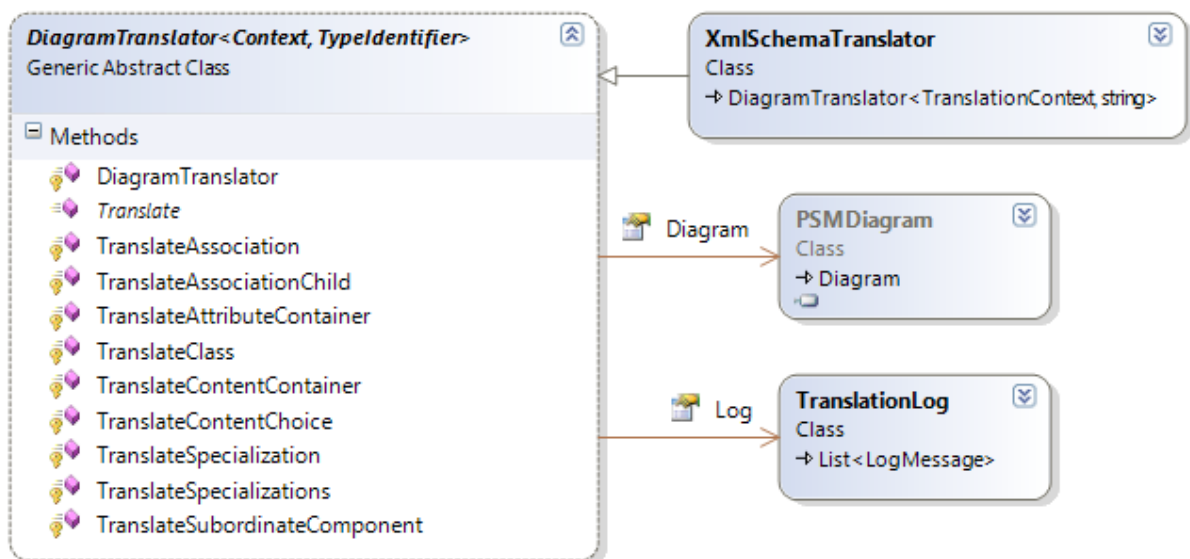 DiagramTranslator<Context, TypeIdentifier>
Generic Abstract Class
Methods
DiagramTranslator
Translate
TranslateAssociation
TranslateAssociationChild
TranslateAttributeContainer
TranslateClass
TranslateContentContainer
TranslateContentChoice
TranslateSpecialization
TranslateSpecializations
TranslateSubordinateComponent
XmlSchemaTranslator
Class
DiagramTranslator<TranslationContext, string>
Diagram
PSMDiagram
Class
Diagram
Log
TranslationLog
Class
List<LogMessage>